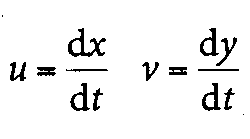 u = dx/dt   v = dy/dt